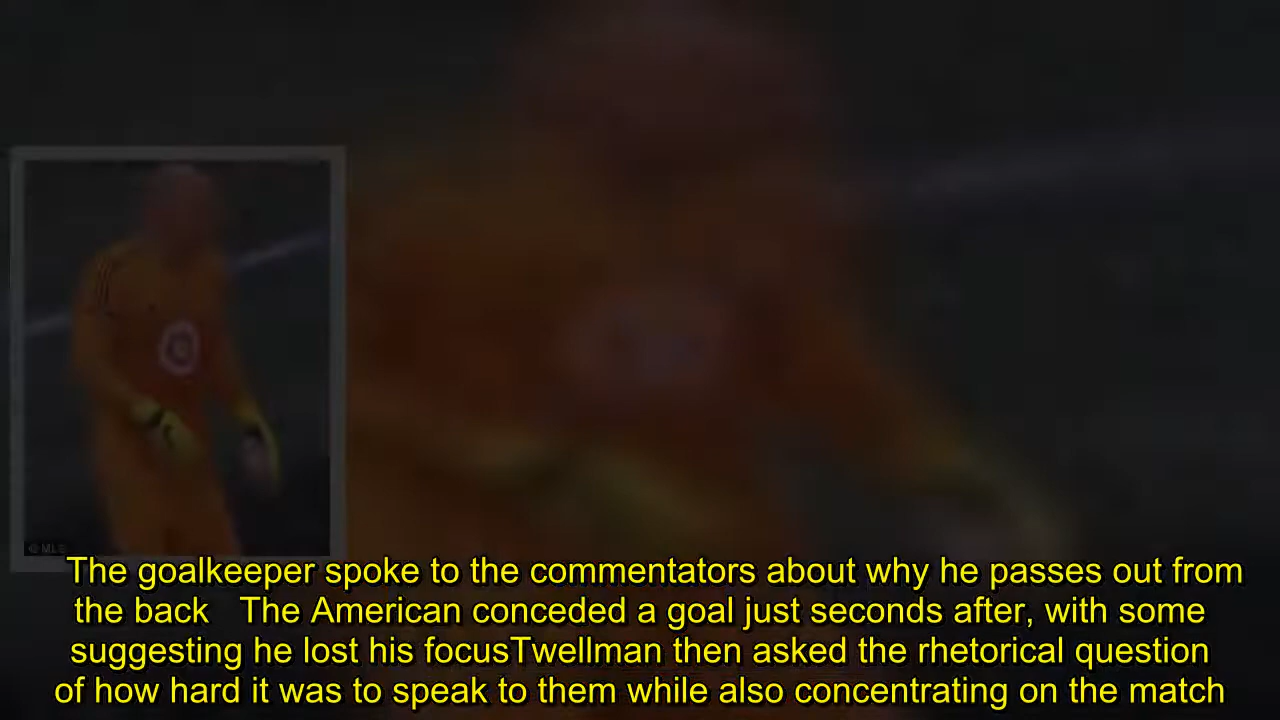 © MLS
The goalkeeper spoke to the commentators about why he passes out from
the back   The American conceded a goal just seconds after, with some
suggesting he lost his focusTwellman then asked the rhetorical question
of how hard it was to speak to them while also concentrating on the match